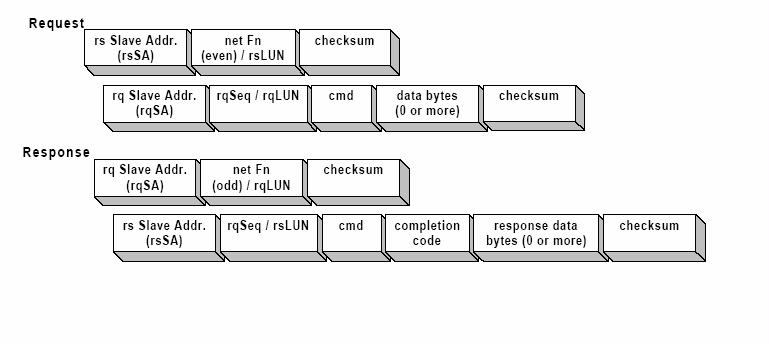 Request
rs Slave Addr. net Fn checksum
(rsSA) (even) / rsLUN
rq Slave Addr. rqSeq / rqLUN cmd data bytes checksum
(rqSA) (0 or more)
Response
rq Slave Addr. net Fn checksum
(rqSA) (odd) / rqLUN
rs Slave Addr. rqSeq / rsLUN cmd completion response data checksum
(rsSA) code bytes (0 or more)